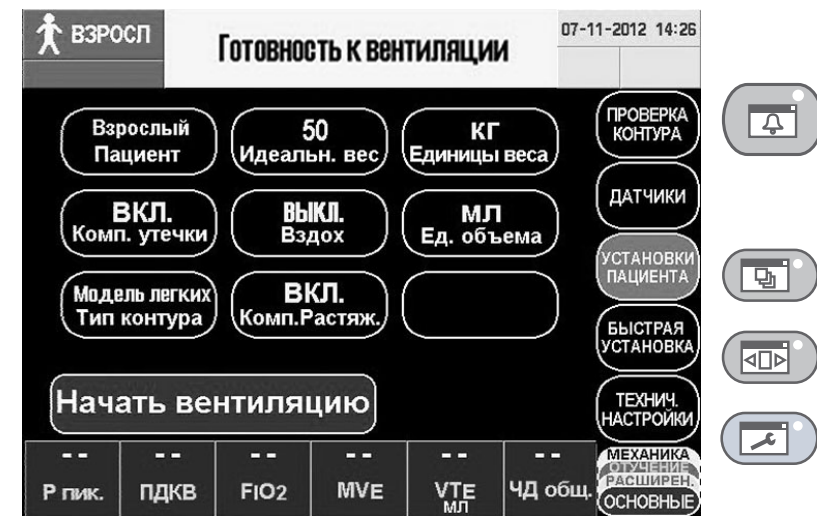 ВЗРОСЛ
Готовность к вентиляции
07-11-2012 14:26
Взрослый
Пациент
50
Идеальн. вес
КГ
Единицы веса
ПРОВЕРКА
КОНТУРА
ВКЛ.
Комп. утечки
ВЫКЛ.
Вздох
МЛ
Ед. объема
ДАТЧИКИ
Модель легких
Тип контура
ВКЛ.
Комп.Растяж.
УСТАНОВКИ
ПАЦИЕНТА
БЫСТРАЯ
УСТАНОВКА
Начать вентиляцию
ТЕХНИЧ.
НАСТРОЙКИ
-- -- -- -- -- --
P пик. ПДКВ FIO2 MVE VTE ЧД общ.
МЛ
МЕХАНИКА
ОТУЧЕНИЕ
РАСШИРЕН.
ОСНОВНЫЕ